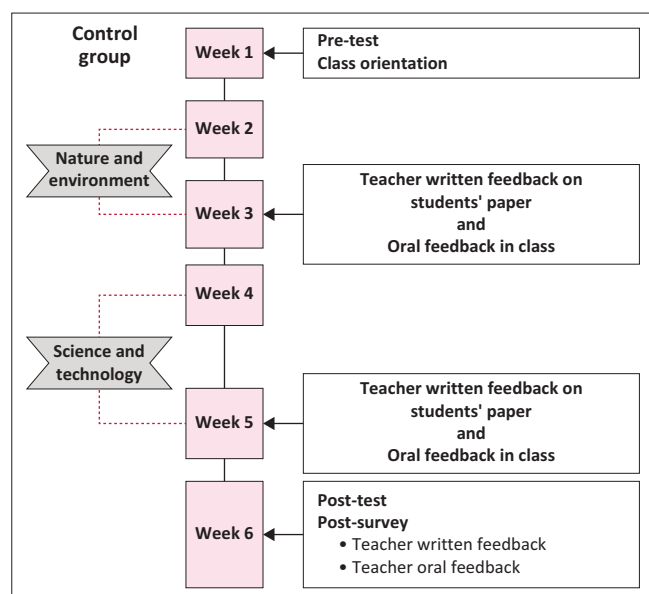 Control
group
Week 1
Pre-test
Class orientation
Week 2
Nature and
environment
Week 3
Teacher written feedback on
students' paper
and
Oral feedback in class
Week 4
Science and
technology
Week 5
Teacher written feedback on
students' paper
and
Oral feedback in class
Week 6
Post-test
Post-survey
• Teacher written feedback
• Teacher oral feedback